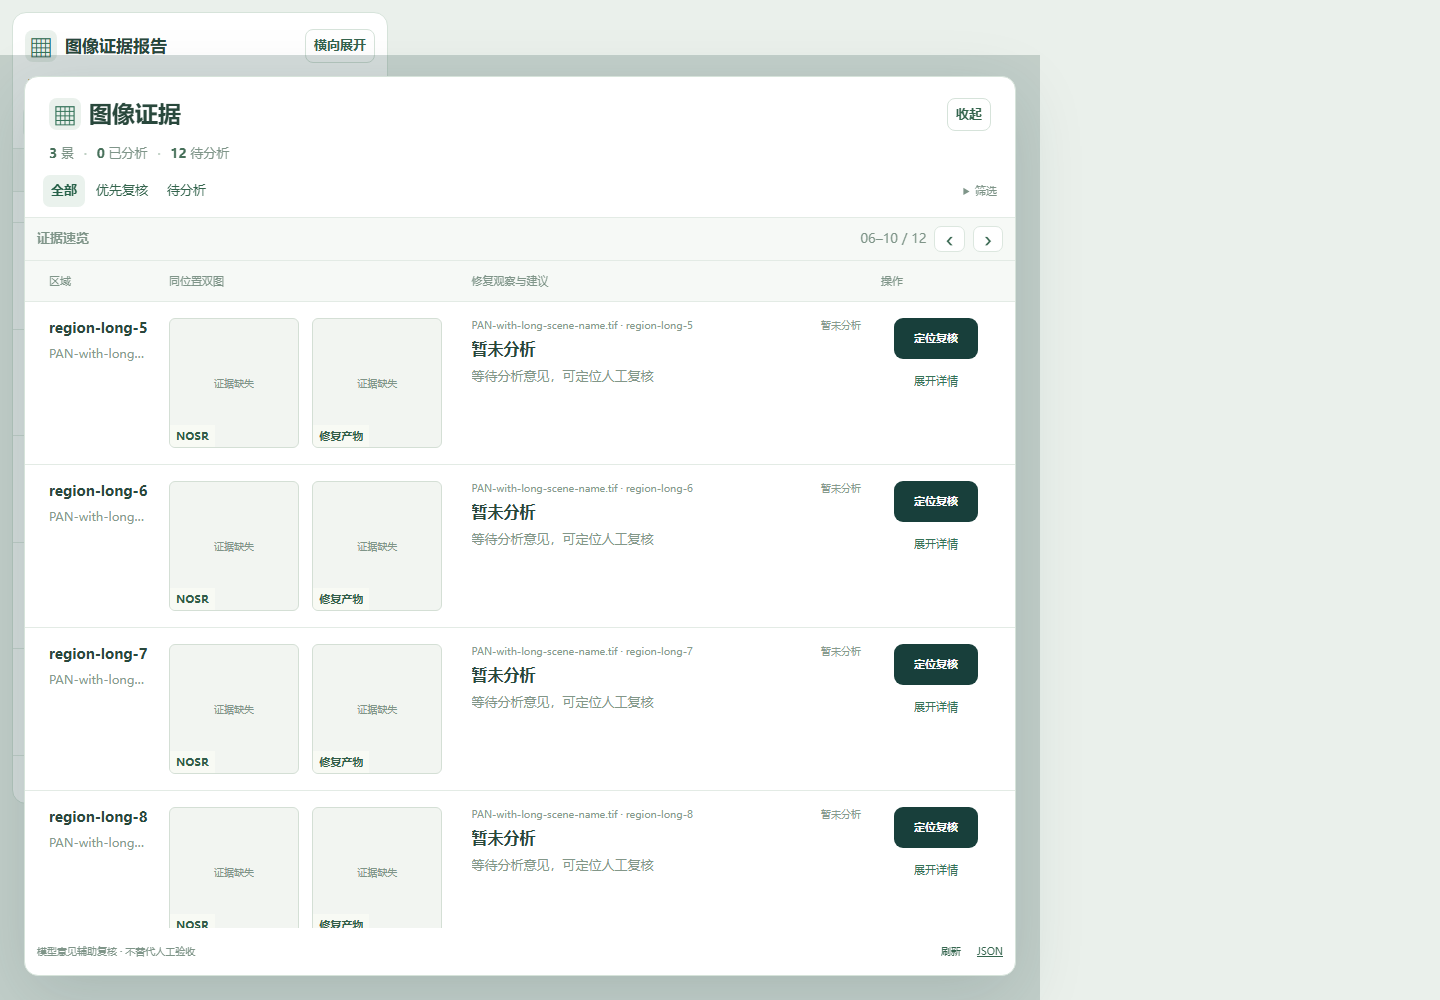 图像证据报告
横向展开
图像证据
收起
3 景 · 0 已分析 · 12 待分析
全部 优先复核 待分析
▶ 筛选
证据速览
06–10 / 12 ‹ ›
区域 同位置双图 修复观察与建议 操作
region-long-5
PAN-with-long...
证据缺失
NOSR
证据缺失
修复产物
PAN-with-long-scene-name.tif · region-long-5
暂未分析
暂未分析
等待分析意见，可定位人工复核
定位复核
展开详情
region-long-6
PAN-with-long...
证据缺失
NOSR
证据缺失
修复产物
PAN-with-long-scene-name.tif · region-long-6
暂未分析
暂未分析
等待分析意见，可定位人工复核
定位复核
展开详情
region-long-7
PAN-with-long...
证据缺失
NOSR
证据缺失
修复产物
PAN-with-long-scene-name.tif · region-long-7
暂未分析
暂未分析
等待分析意见，可定位人工复核
定位复核
展开详情
region-long-8
PAN-with-long...
证据缺失
NOSR
证据缺失
修复产物
PAN-with-long-scene-name.tif · region-long-8
暂未分析
暂未分析
等待分析意见，可定位人工复核
定位复核
展开详情
模型意见辅助复核 · 不替代人工验收
刷新 JSON